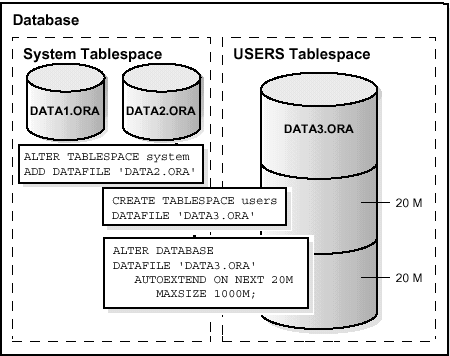 Database
System Tablespace
USERS Tablespace
DATA1.ORA
DATA2.ORA
DATA3.ORA
ALTER TABLESPACE system
ADD DATAFILE 'DATA2.ORA'
CREATE TABLESPACE users
DATAFILE 'DATA3.ORA'
20 M
ALTER DATABASE
DATAFILE 'DATA3.ORA'
AUTOEXTEND ON NEXT 20M
MAXSIZE 1000M;
20 M